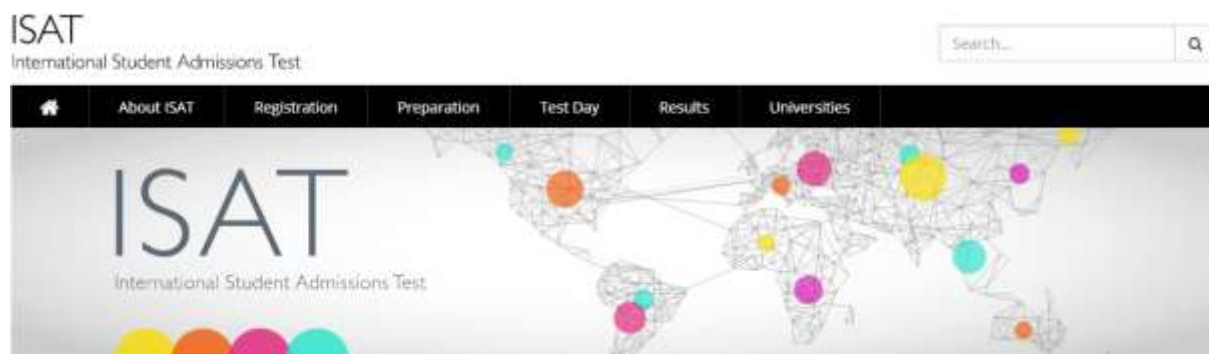 ISAT
International Student Admissions Test
Search...
About ISAT Registration Preparation Test Day Results Universities
ISAT
International Student Admissions Test